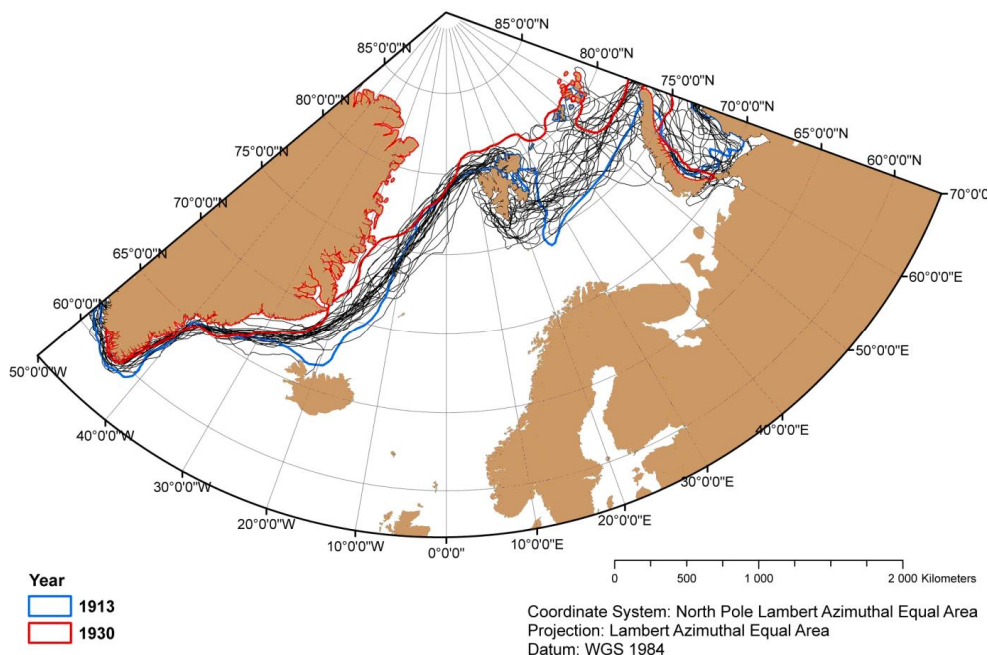 85°0'0"N
85°0'0"N
80°0'0"N
80°0'0"N
75°0'0"N
75°0'0"N
70°0'0"N
70°0'0"N
65°0'0"N
65°0'0"N
60°0'0"N
60°0'0"N
70°0'0
60°0'0"E
50°0'0"W
50°0'0"E
40°0'0"W
40°0'0"E
30°0'0"W
30°0'0"E
20°0'0"W
20°0'0"E
10°0'0"W
10°0'0"E
0°0'0"
Year
1913
1930
0 500 1 000 2 000 Kilometers
Coordinate System: North Pole Lambert Azimuthal Equal Area
Projection: Lambert Azimuthal Equal Area
Datum: WGS 1984